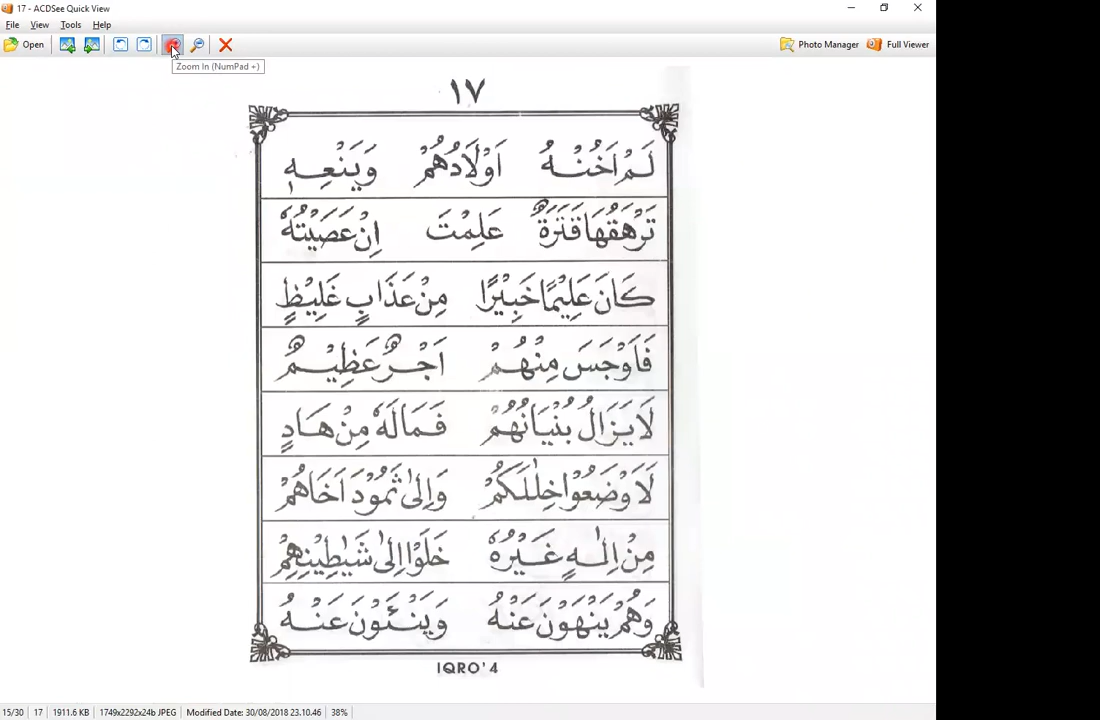 17 - ACDSee Quick View
File View Tools Help
Open Photo Manager Full Viewer
Zoom In (NumPad +)
١٧
لَمْ اَخُنْهُ اَوْلَادُهُمْ وَيَنْعِهٖ
تَرْهَقُهَا قَتَرَةٌ عَلِمْتَ اِنْ عَصَيْتُهٗ
كَانَ عَلِيْمًا خَبِيْرًا مِنْ عَذَابٍ غَلِيْظٍ
فَاَوْجَسَ مِنْهُمْ اَجْرٌ عَظِيْمٌ
لَا يَزَالُ بُنْيَانُهُمْ فَمَالَهٗ مِنْ هَادٍ
لَاَوْضَعُوْا خِلٰلَكُمْ وَاِلٰى ثَمُوْدَ اَخَاهُمْ
مِنْ اِلٰهٍ غَيْرُهٗ خَلَوْا اِلٰى شَيٰطِيْنِهِمْ
وَهُمْ يَنْهَوْنَ عَنْهُ وَيَنْـَٔوْنَ عَنْهُ
IQRO' 4
15/30 17 1911.6 KB 1749x2292x24b JPEG Modified Date: 30/08/2018 23.10.46 38%